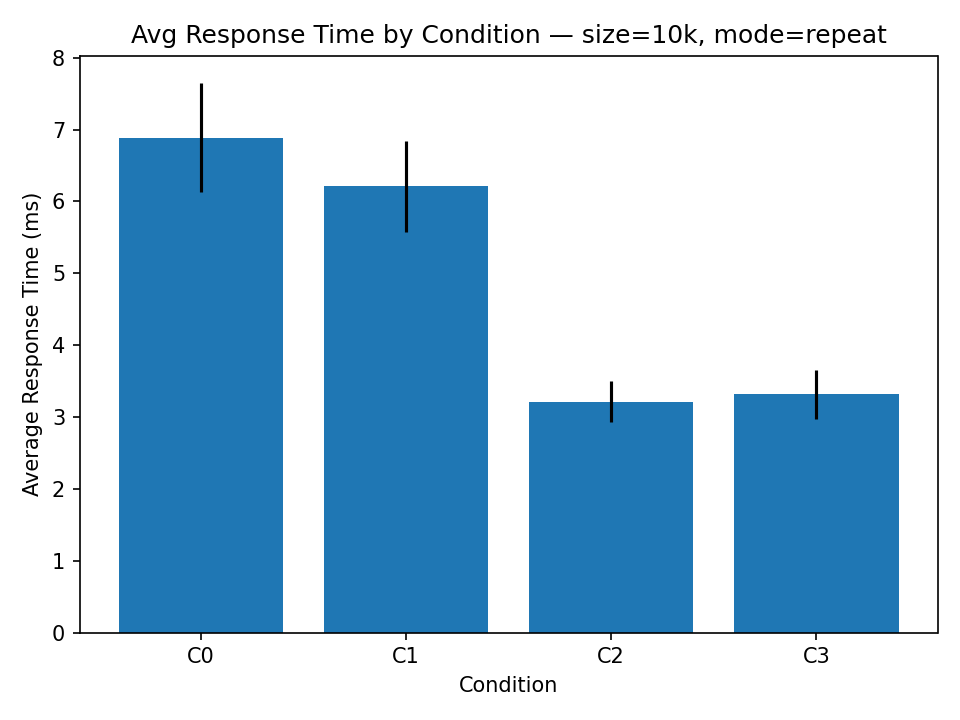 Avg Response Time by Condition — size=10k, mode=repeat
Average Response Time (ms)
8
7
6
5
4
3
2
1
0
C0 C1 C2 C3
Condition